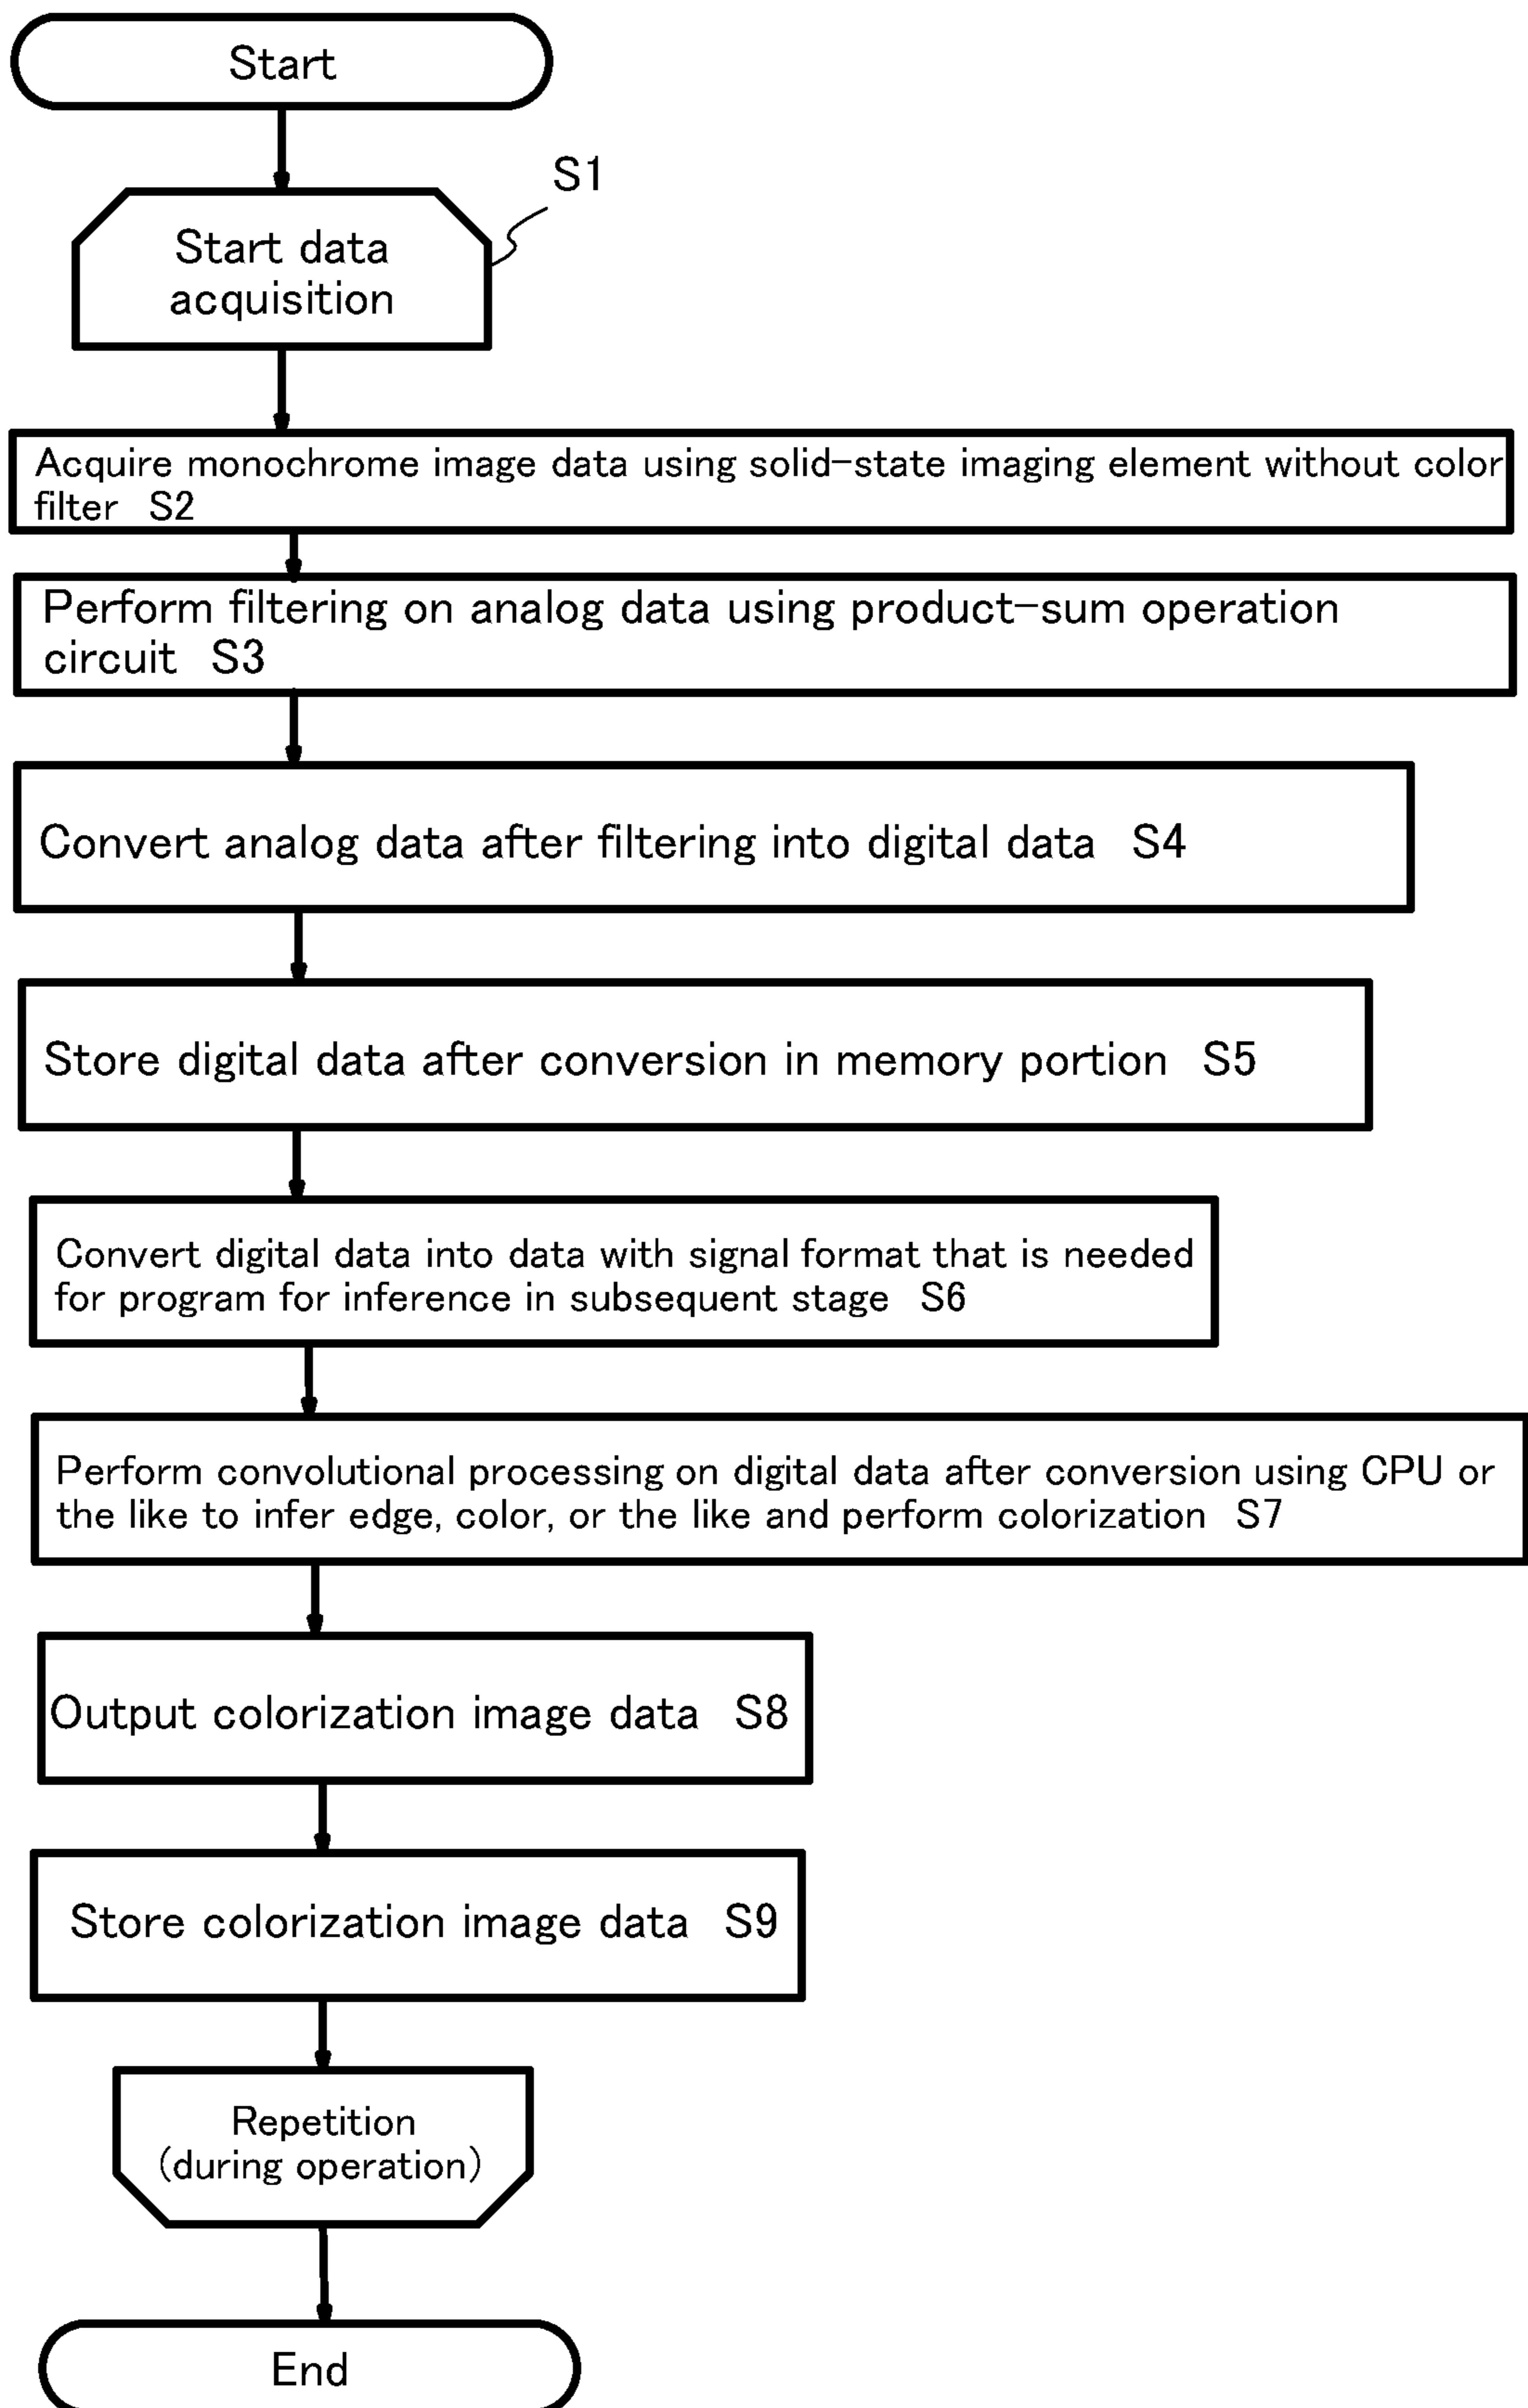 Start
S1
Start data
acquisition
Acquire monochrome image data using solid-state imaging element without color
filter S2
Perform filtering on analog data using product-sum operation
circuit S3
Convert analog data after filtering into digital data S4
Store digital data after conversion in memory portion S5
Convert digital data into data with signal format that is needed
for program for inference in subsequent stage S6
Perform convolutional processing on digital data after conversion using CPU or
the like to infer edge, color, or the like and perform colorization S7
Output colorization image data S8
Store colorization image data S9
Repetition
(during operation)
End